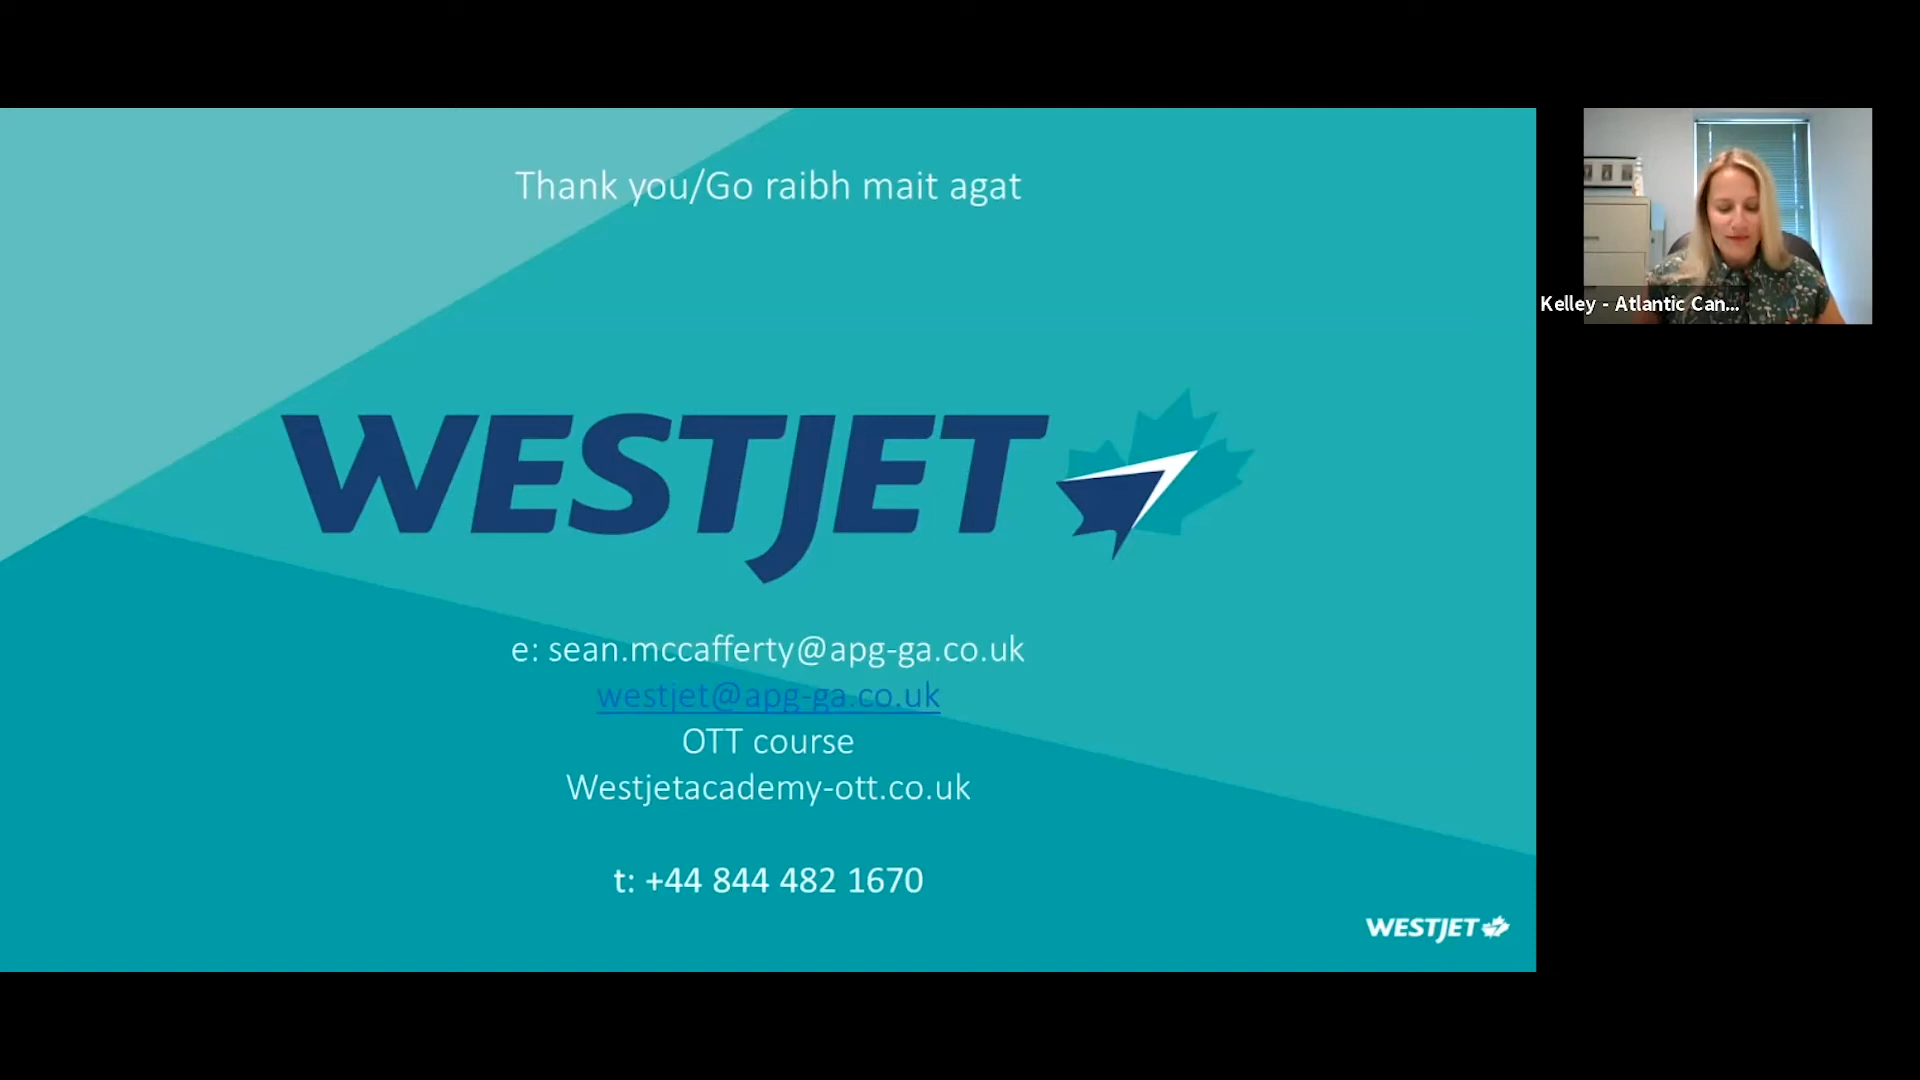 Thank you/Go raibh mait agat
WESTJET
e: sean.mccafferty@apg-ga.co.uk
westjet@apg-ga.co.uk
OTT course
Westjetacademy-ott.co.uk
t: +44 844 482 1670
WESTJET
Kelley - Atlantic Can...